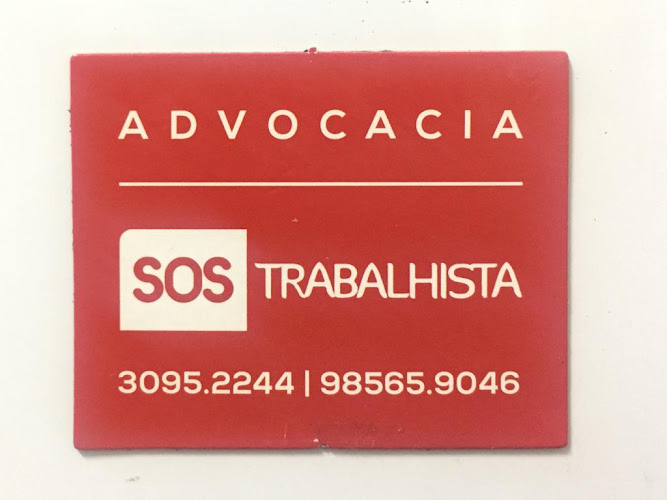 ADVOCACIA
SOS TRABALHISTA
3095.2244 | 98565.9046